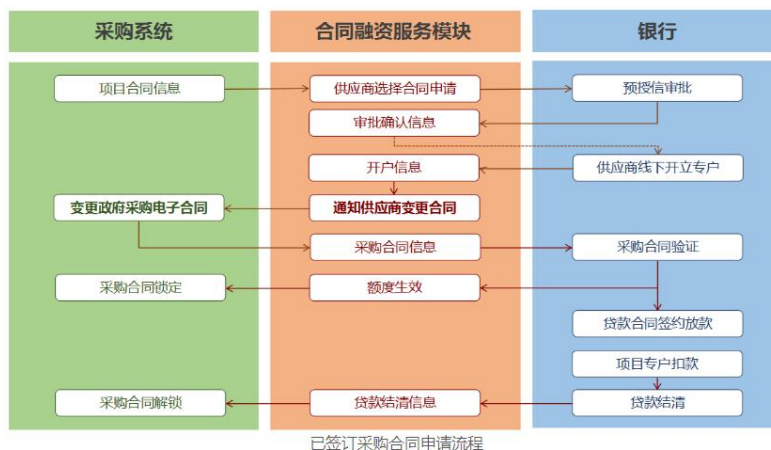 采购系统
合同融资服务模块
银行
项目合同信息
供应商选择合同申请
预授信审批
审批确认信息
开户信息
供应商线下开立专户
变更政府采购电子合同
通知供应商变更合同
采购合同信息
采购合同验证
采购合同锁定
额度生效
贷款合同签约放款
项目专户扣款
采购合同解锁
贷款结清信息
贷款结清
已签订采购合同申请流程